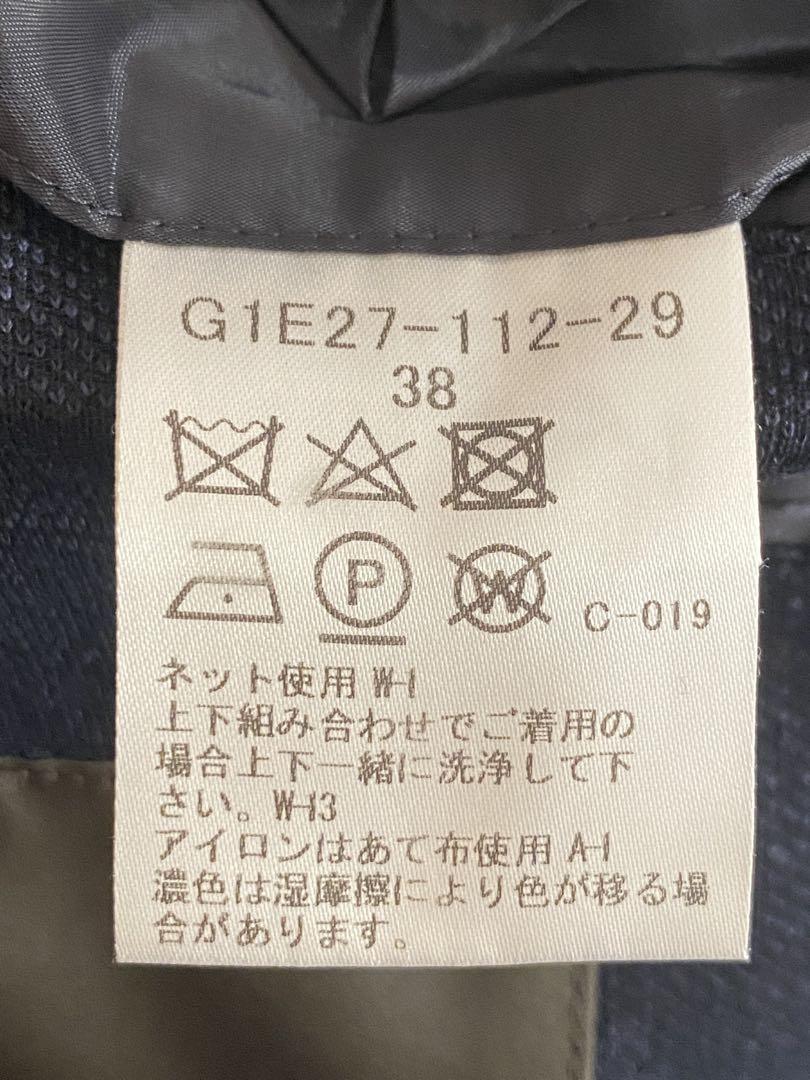 G1E27-112-29
38
P W C-019
ネット使用 W-1
上下組み合わせでご着用の
場合上下一緒に洗浄して下
さい。W-13
アイロンはあて布使用 A-1
濃色は湿摩擦により色が移る場
合があります。